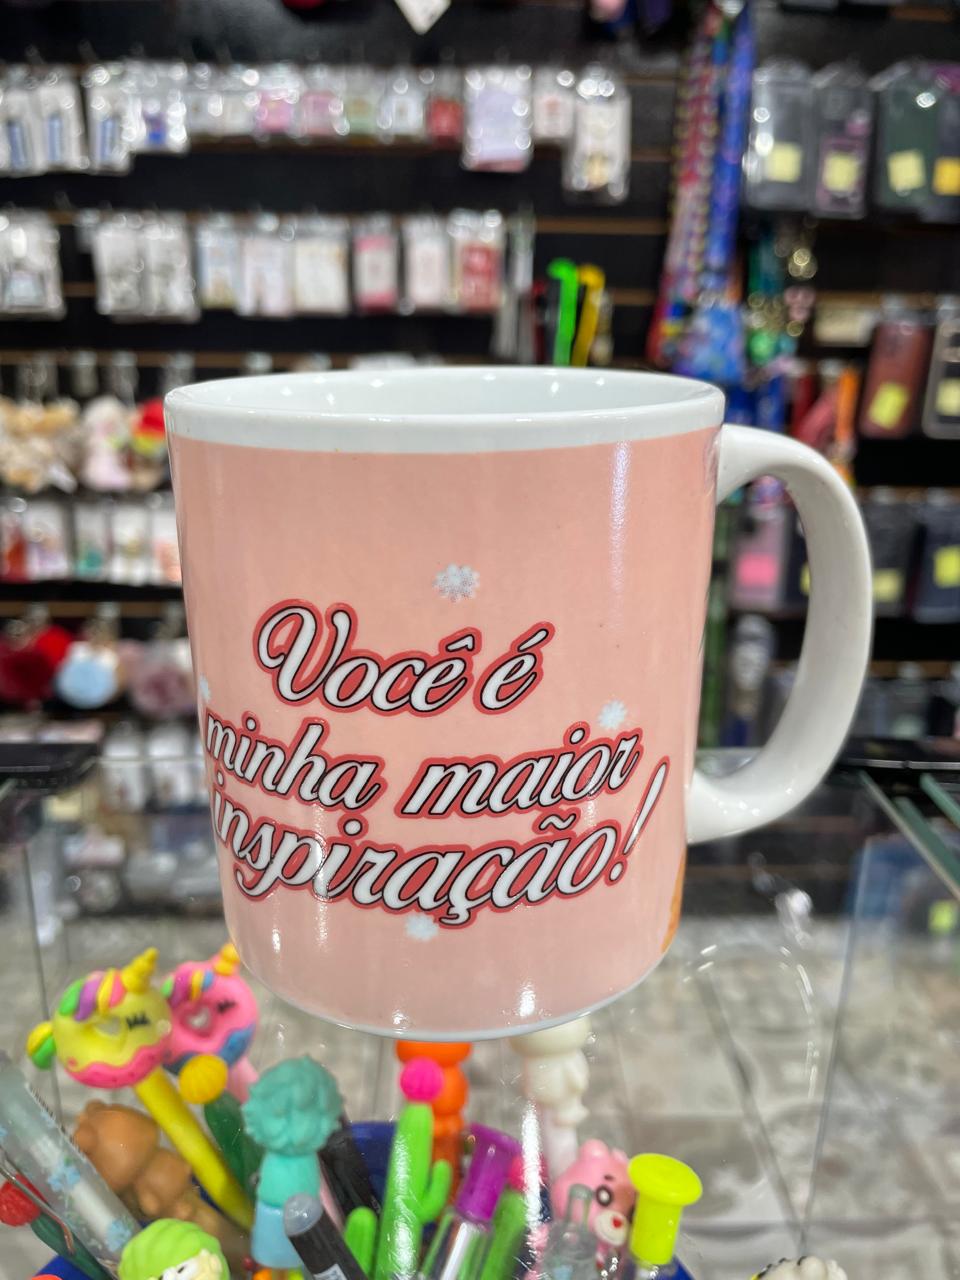 Você é
minha maior
inspiração!